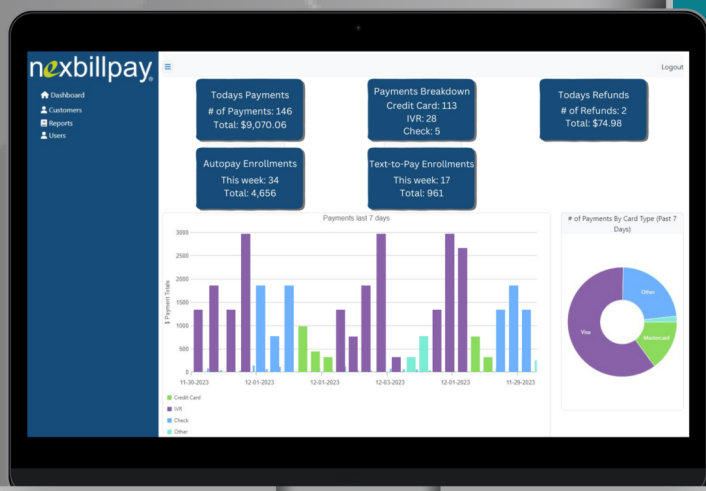 nexbillpay®
Dashboard
Customers
Reports
Users
Logout
Todays Payments
# of Payments: 146
Total: $9,070.06
Payments Breakdown
Credit Card: 113
IVR: 28
Check: 5
Todays Refunds
# of Refunds: 2
Total: $74.98
Autopay Enrollments
This week: 34
Total: 4,656
Text-to-Pay Enrollments
This week: 17
Total: 961
Payments last 7 days
$ Payment Totals
3000
2500
2000
1500
1000
500
0
11-30-2023 12-01-2023 12-01-2023 12-03-2023 12-01-2023 11-29-2023
Credit Card
IVR
Check
Other
# of Payments By Card Type (Past 7
Days)
Other
Visa
Mastercard